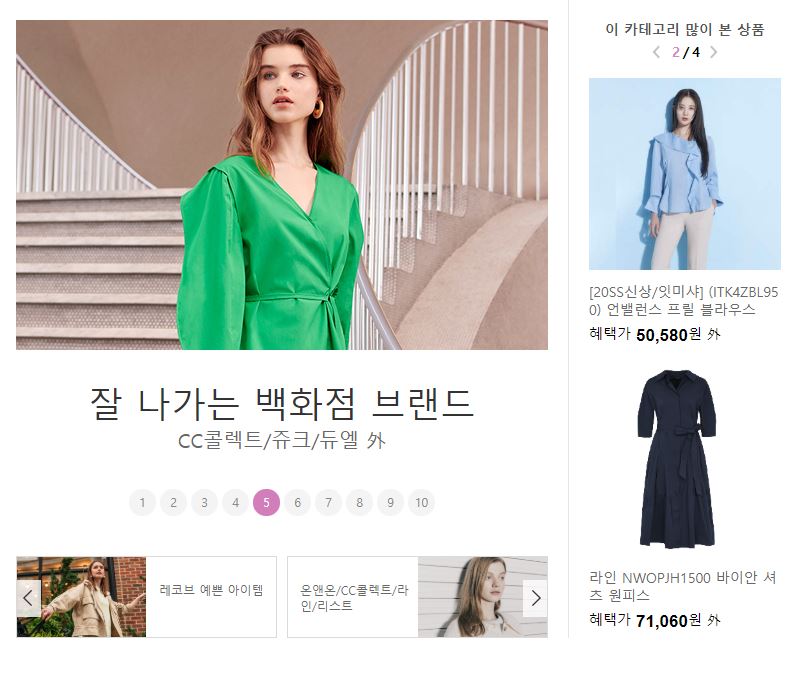 잘 나가는 백화점 브랜드
CC콜렉트/쥬크/듀엘 外
1 2 3 4 5 6 7 8 9 10
레코브 예쁜 아이템
온앤온/CC콜렉트/라
인/리스트
이 카테고리 많이 본 상품
2 / 4
[20SS신상/잇미샤] (ITK4ZBL95
0) 언밸런스 프릴 블라우스
혜택가 50,580원 外
라인 NWOPJH1500 바이안 셔
츠 원피스
혜택가 71,060원 外